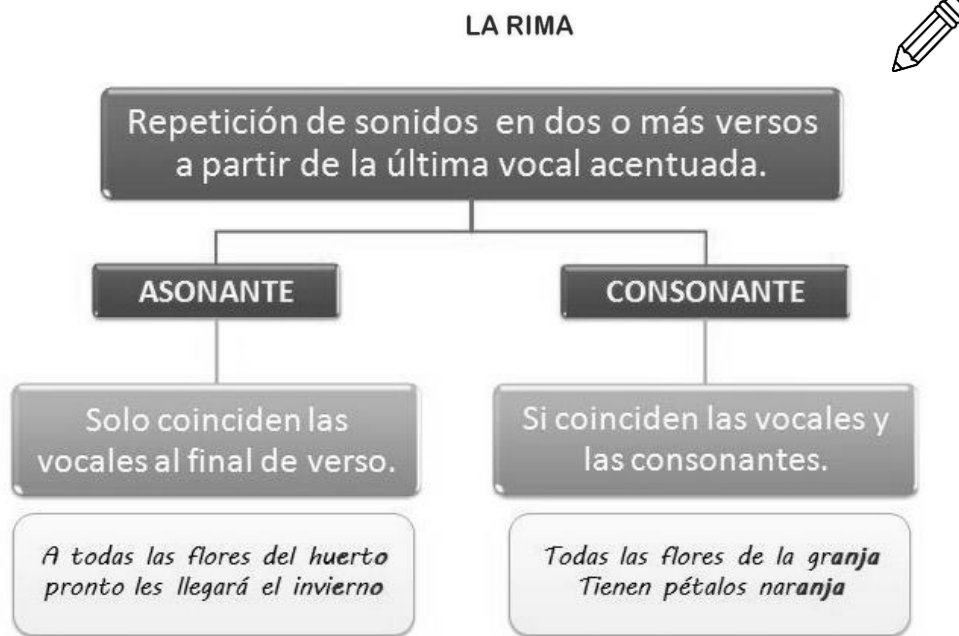 LA RIMA
Repetición de sonidos en dos o más versos
a partir de la última vocal acentuada.
ASONANTE
CONSONANTE
Solo coinciden las
vocales al final de verso.
Si coinciden las vocales y
las consonantes.
A todas las flores del huerto
pronto les llegará el invierno
Todas las flores de la granja
Tienen pétalos naranja